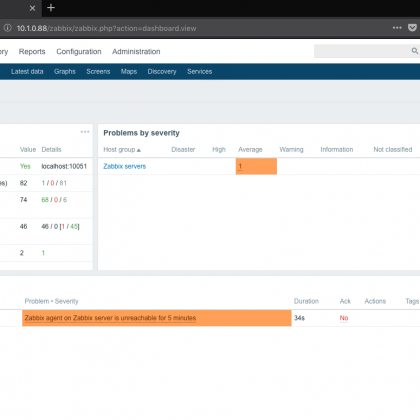 10.1.0.88/zabbix/zabbix.php?action=dashboard.view
ory Reports Configuration Administration
Latest data Graphs Screens Maps Discovery Services
Problems by severity
Value Details
Host group Disaster High Average Warning Information Not classified
Yes localhost:10051
Zabbix servers 1
es) 82 1 / 0 / 81
74 68 / 0 / 6
46 46 / 0 [1 / 45]
2 1
Problem • Severity Duration Ack Actions Tags
Zabbix agent on Zabbix server is unreachable for 5 minutes 34s No